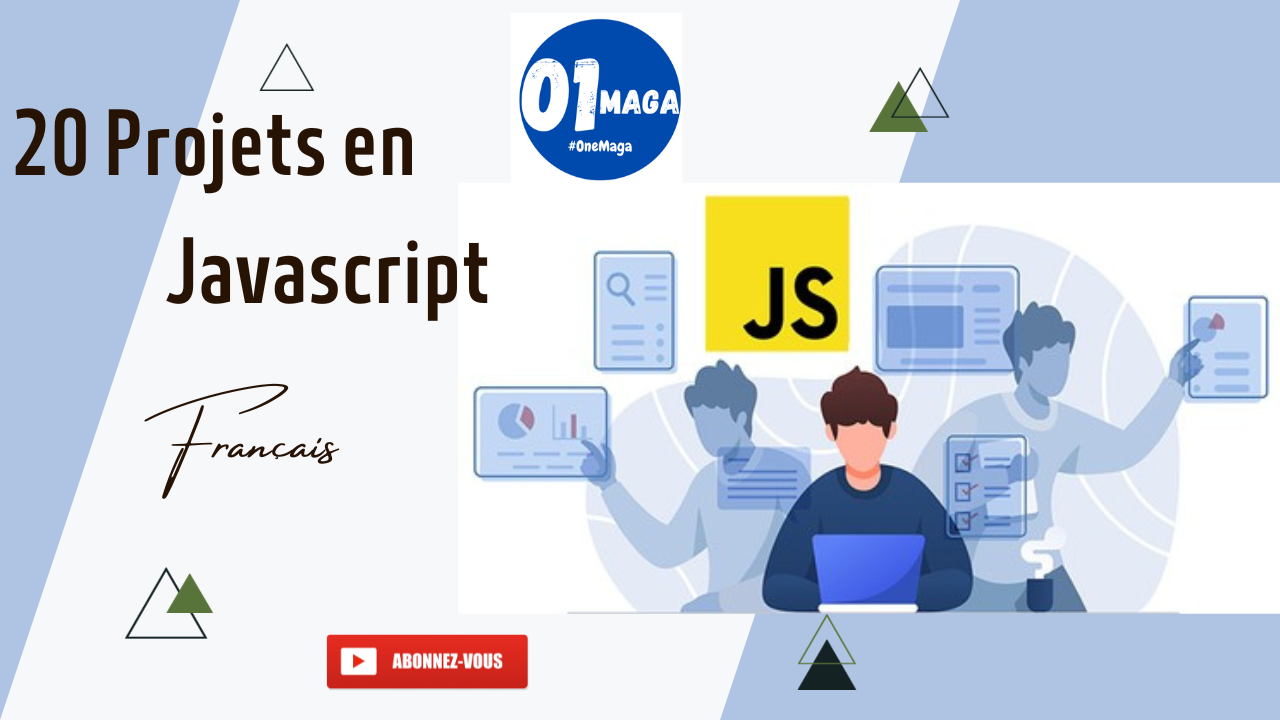 01 MAGA
#OneMaga
20 Projets en
Javascript
Français
JS
ABONNEZ-VOUS